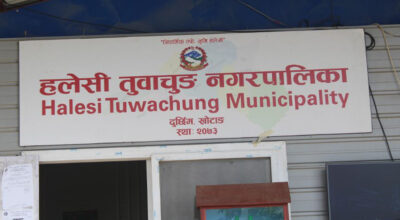 हलेसी तुवाचुङ नगरपालिका
Halesi Tuwachung Municipality
दुर्छिम, खोटाङ
स्थाः २०७३